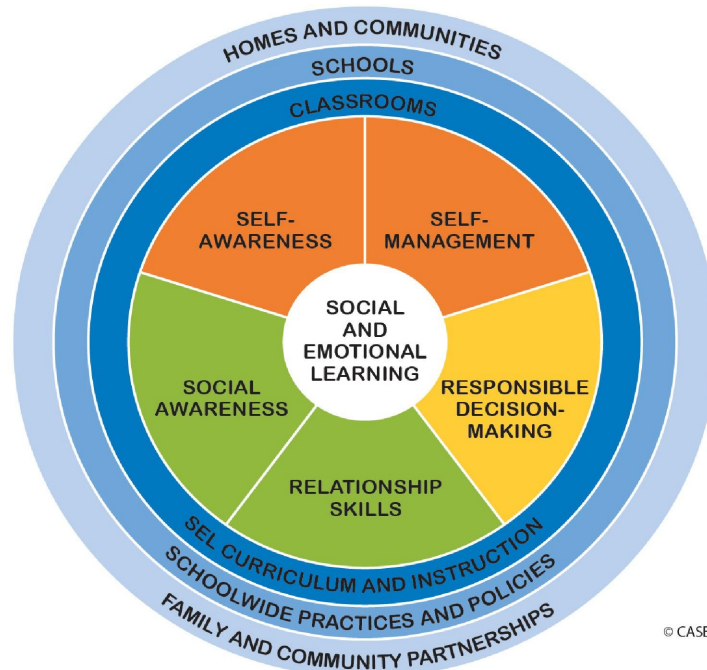 HOMES AND COMMUNITIES
SCHOOLS
CLASSROOMS
SELF-
AWARENESS
SELF-
MANAGEMENT
SOCIAL
AND
EMOTIONAL
LEARNING
SOCIAL
AWARENESS
RESPONSIBLE
DECISION-
MAKING
RELATIONSHIP
SKILLS
SEL CURRICULUM AND INSTRUCTION
SCHOOLWIDE PRACTICES AND POLICIES
FAMILY AND COMMUNITY PARTNERSHIPS
© CASE